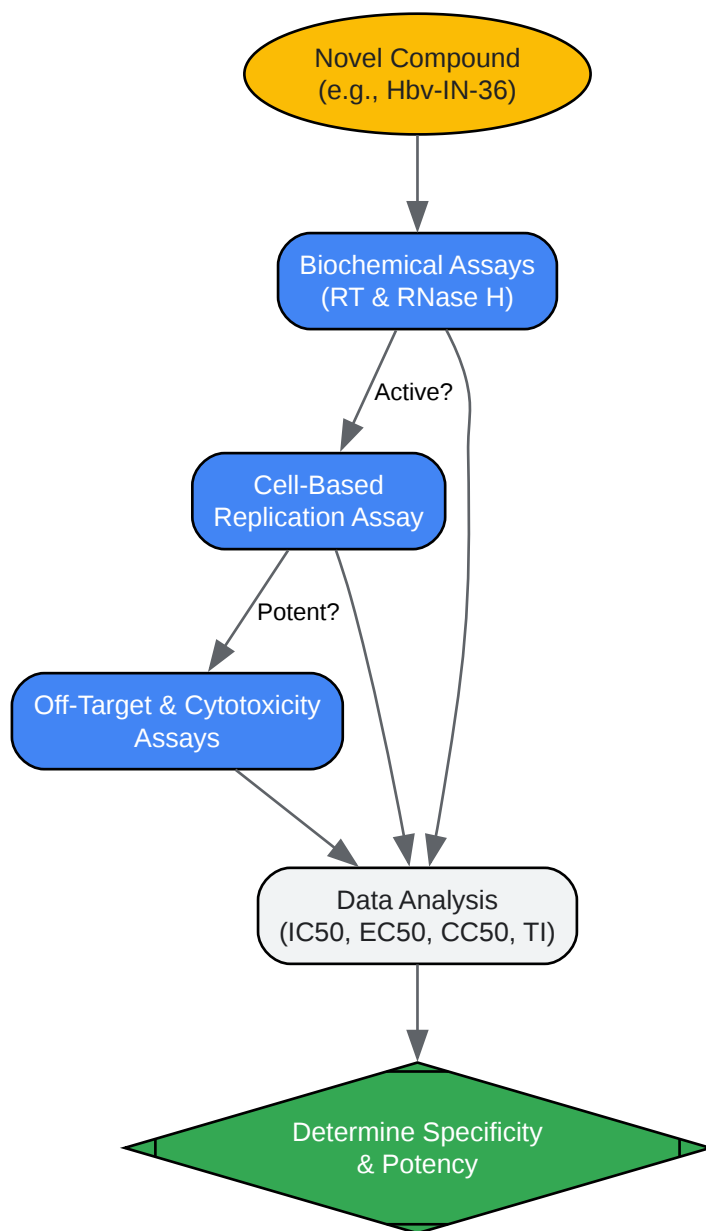 Novel Compound
(e.g., Hbv-IN-36)
Biochemical Assays
(RT & RNase H)
Active?
Cell-Based
Replication Assay
Potent?
Off-Target & Cytotoxicity
Assays
Data Analysis
(IC50, EC50, CC50, TI)
Determine Specificity
& Potency